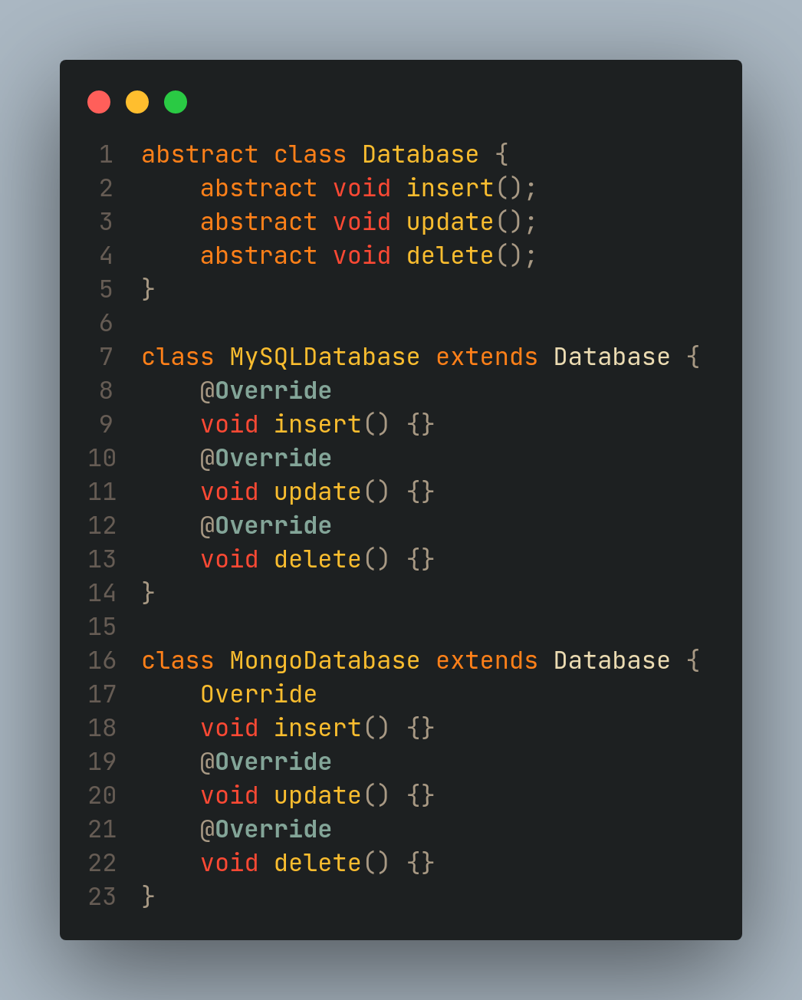 1 abstract class Database {
2     abstract void insert();
3     abstract void update();
4     abstract void delete();
5 }
6
7 class MySQLDatabase extends Database {
8     @Override
9     void insert() {}
10     @Override
11     void update() {}
12     @Override
13     void delete() {}
14 }
15
16 class MongoDatabase extends Database {
17     Override
18     void insert() {}
19     @Override
20     void update() {}
21     @Override
22     void delete() {}
23 }